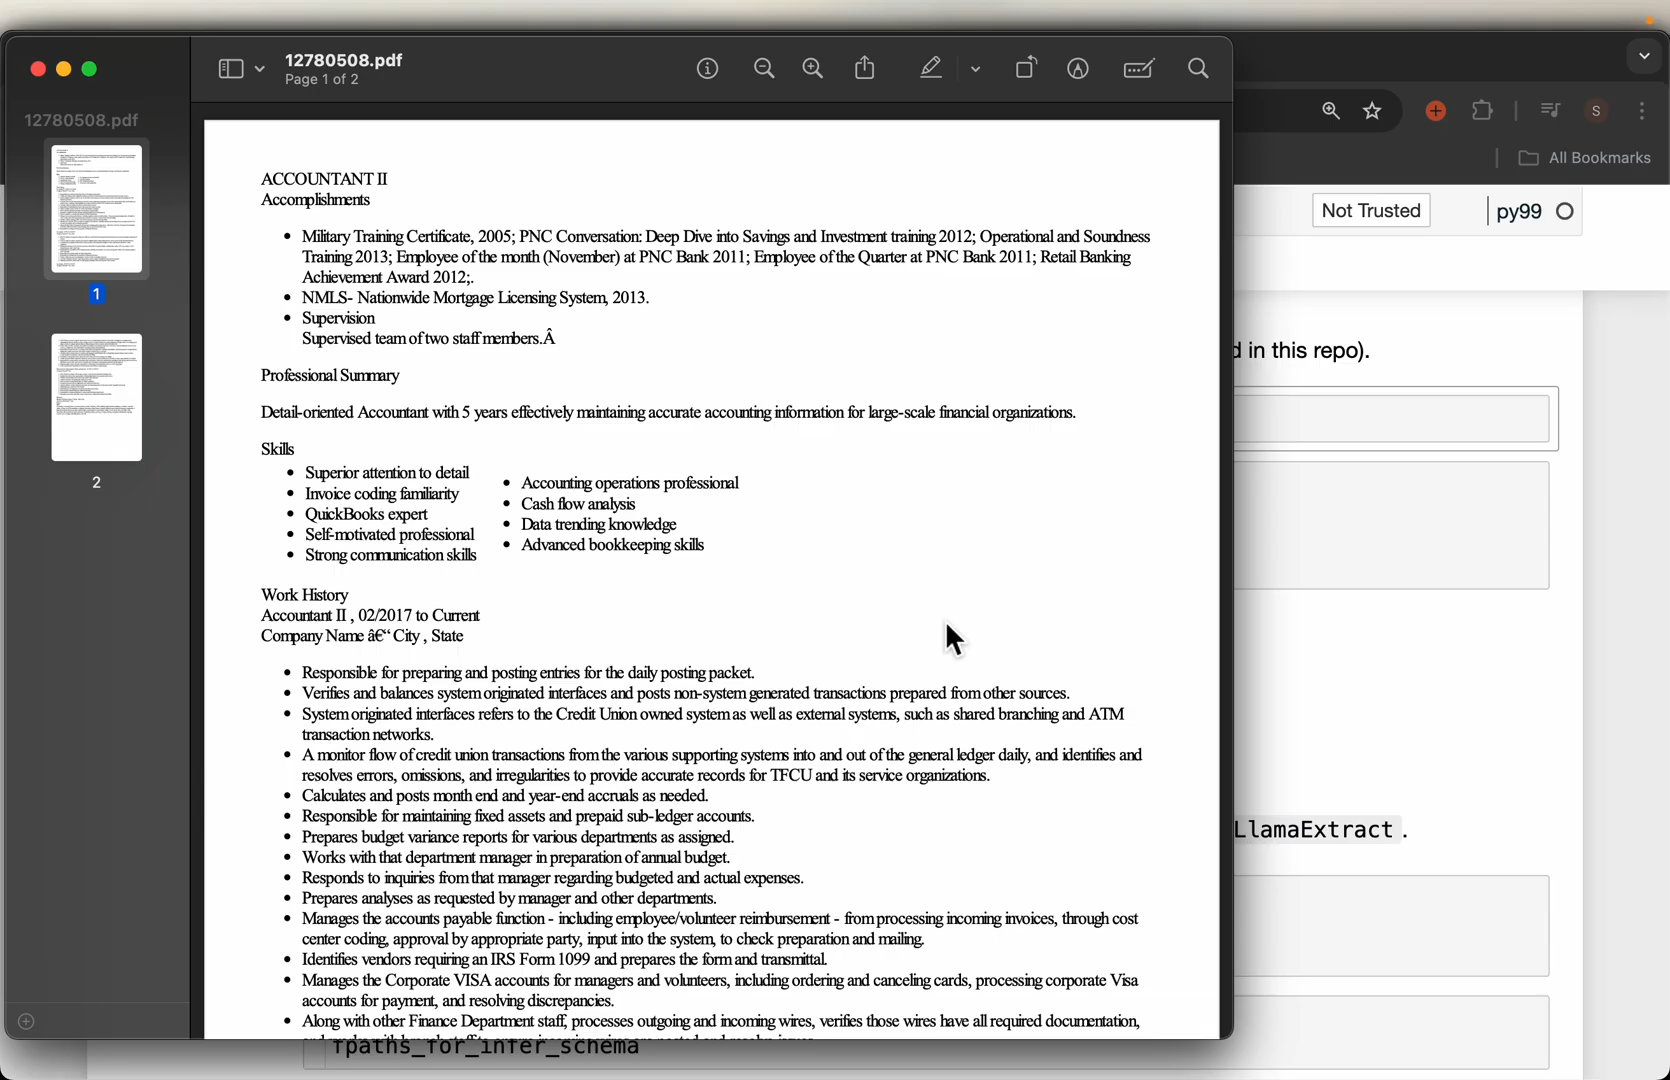 12780508.pdf
Page 1 of 2
12780508.pdf
1
2
ACCOUNTANT II
Accomplishments
• Military Training Certificate, 2005; PNC Conversation: Deep Dive into Savings and Investment training 2012; Operational and Soundness
Training 2013; Employee of the month (November) at PNC Bank 2011; Employee of the Quarter at PNC Bank 2011; Retail Banking
Achievement Award 2012;.
• NMLS- Nationwide Mortgage Licensing System, 2013.
• Supervision
Supervised team of two staff members.Â
Professional Summary
Detail-oriented Accountant with 5 years effectively maintaining accurate accounting information for large-scale financial organizations.
Skills
• Superior attention to detail
• Invoice coding familiarity
• QuickBooks expert
• Self-motivated professional
• Strong communication skills
• Accounting operations professional
• Cash flow analysis
• Data trending knowledge
• Advanced bookkeeping skills
Work History
Accountant II , 02/2017 to Current
Company Name â€“ City , State
• Responsible for preparing and posting entries for the daily posting packet.
• Verifies and balances system originated interfaces and posts non-system generated transactions prepared from other sources.
• System originated interfaces refers to the Credit Union owned system as well as external systems, such as shared branching and ATM
transaction networks.
• A monitor flow of credit union transactions from the various supporting systems into and out of the general ledger daily, and identifies and
resolves errors, omissions, and irregularities to provide accurate records for TFCU and its service organizations.
• Calculates and posts month end and year-end accruals as needed.
• Responsible for maintaining fixed assets and prepaid sub-ledger accounts.
• Prepares budget variance reports for various departments as assigned.
• Works with that department manager in preparation of annual budget.
• Responds to inquiries from that manager regarding budgeted and actual expenses.
• Prepares analyses as requested by manager and other departments.
• Manages the accounts payable function - including employee/volunteer reimbursement - from processing incoming invoices, through cost
center coding, approval by appropriate party, input into the system, to check preparation and mailing.
• Identifies vendors requiring an IRS Form 1099 and prepares the form and transmittal.
• Manages the Corporate VISA accounts for managers and volunteers, including ordering and canceling cards, processing corporate Visa
accounts for payment, and resolving discrepancies.
• Along with other Finance Department staff, processes outgoing and incoming wires, verifies those wires have all required documentation,
S
All Bookmarks
Not Trusted
py99
d in this repo).
LlamaExtract .
fpaths_for_infer_schema